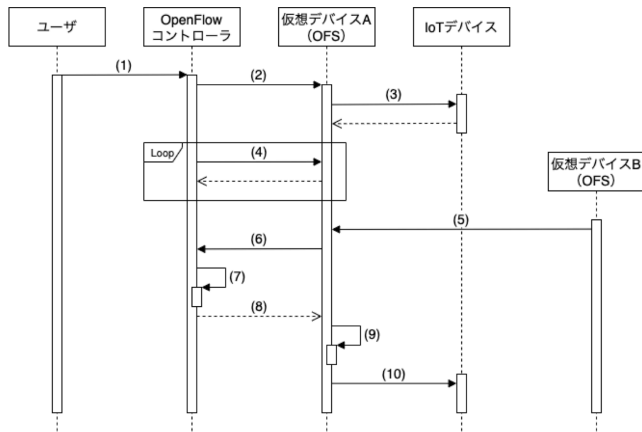 ユーザ
OpenFlow
コントローラ
仮想デバイスA
（OFS）
IoTデバイス
(1)
(2)
(3)
Loop
(4)
仮想デバイスB
（OFS）
(5)
(6)
(7)
(8)
(9)
(10)